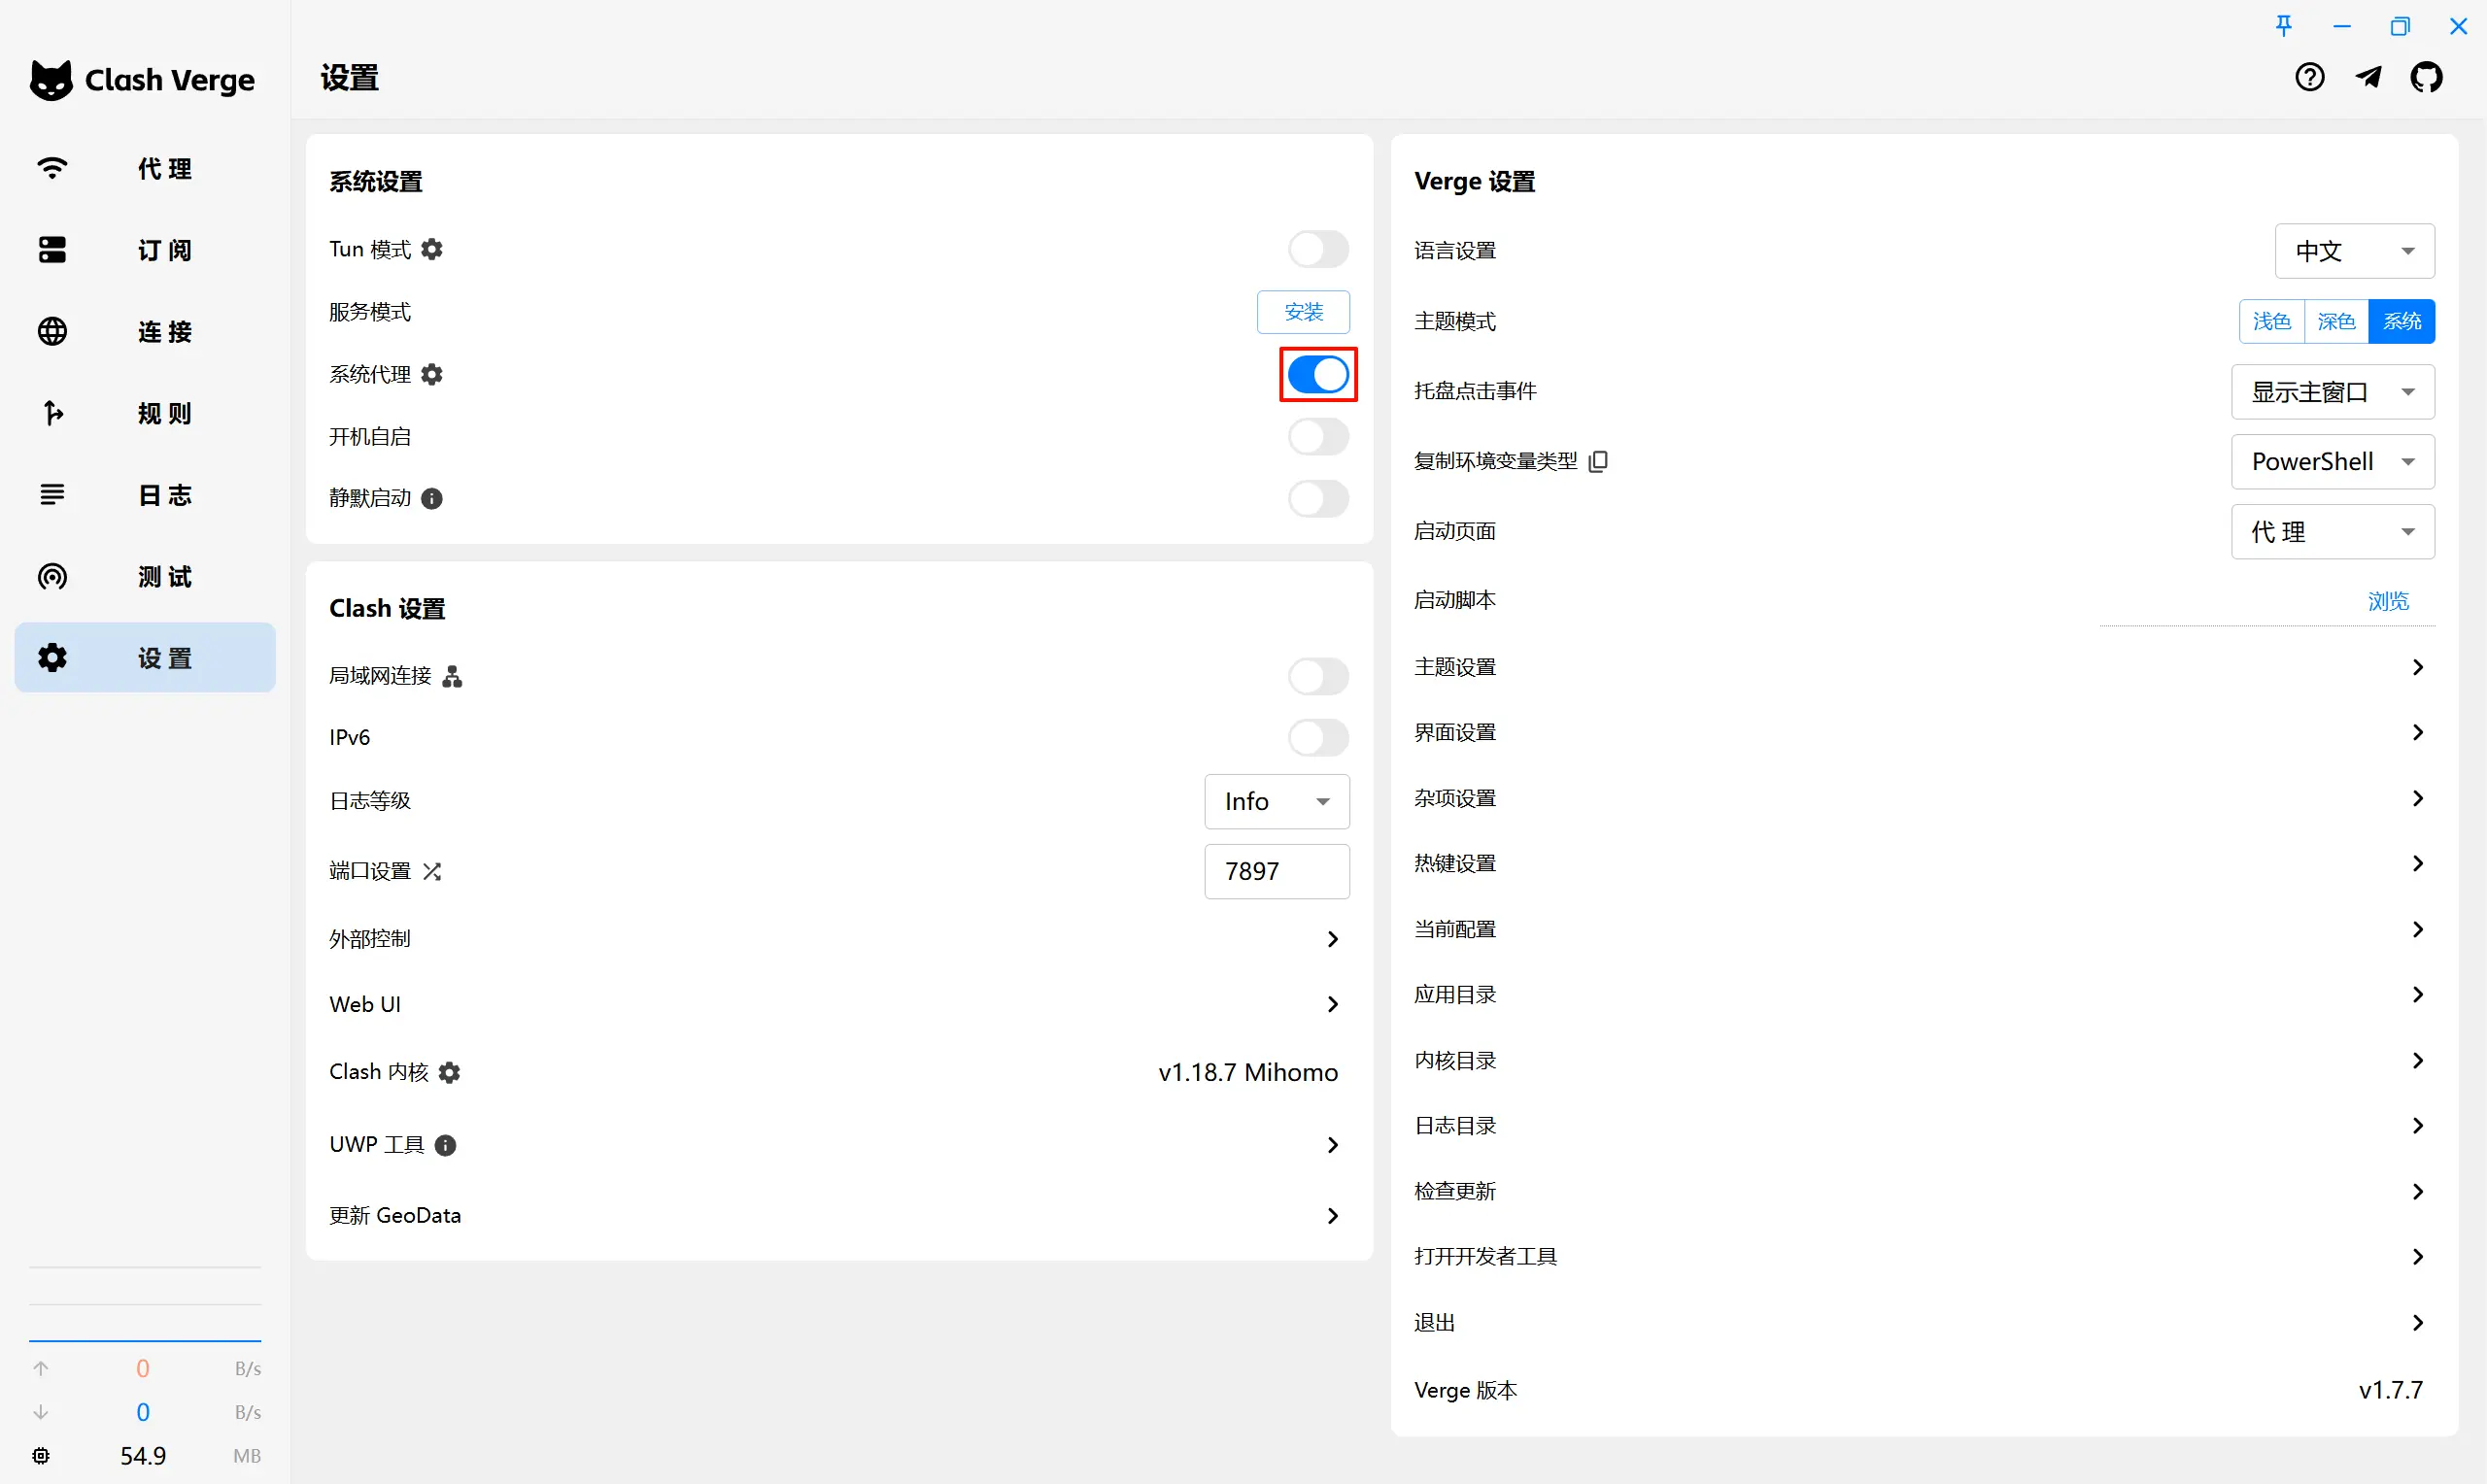 Clash Verge
代 理
订 阅
连 接
规 则
日 志
测 试
设 置
0 B/s
0 B/s
54.9 MB
设置
系统设置
Tun 模式
服务模式 安装
系统代理
开机自启
静默启动
Clash 设置
局域网连接
IPv6
日志等级 Info
端口设置 7897
外部控制
Web UI
Clash 内核 v1.18.7 Mihomo
UWP 工具
更新 GeoData
Verge 设置
语言设置 中文
主题模式 浅色 深色 系统
托盘点击事件 显示主窗口
复制环境变量类型 PowerShell
启动页面 代 理
启动脚本 浏览
主题设置
界面设置
杂项设置
热键设置
当前配置
应用目录
内核目录
日志目录
检查更新
打开开发者工具
退出
Verge 版本 v1.7.7